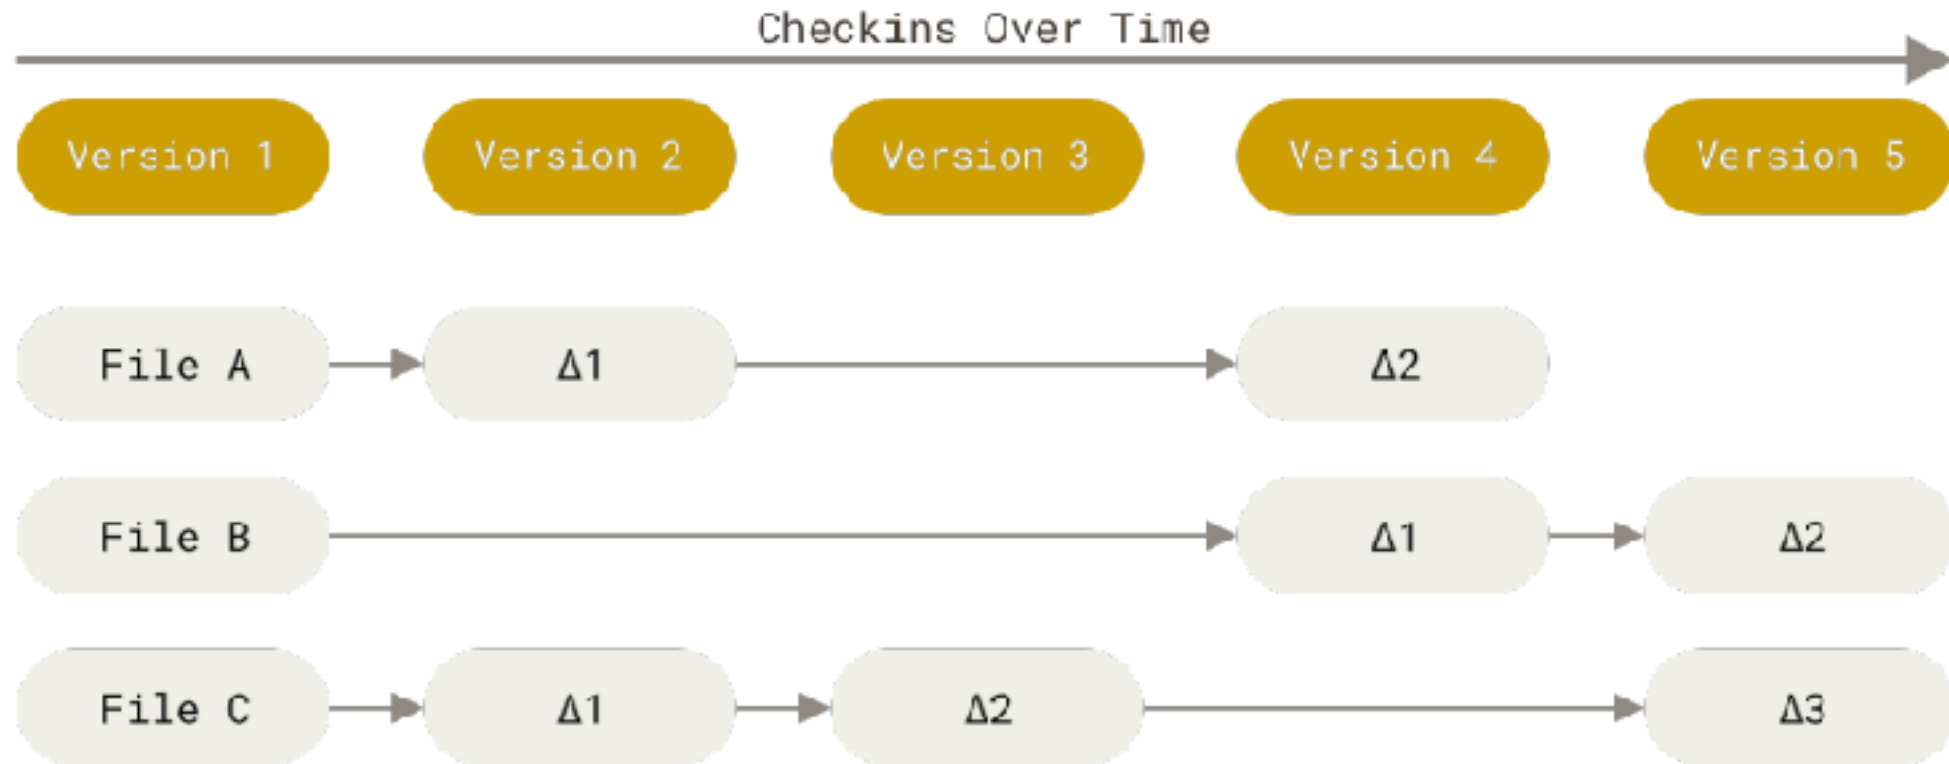 Checkins Over Time
Version 1 Version 2 Version 3 Version 4 Version 5
File A Δ1 Δ2
File B Δ1 Δ2
File C Δ1 Δ2 Δ3